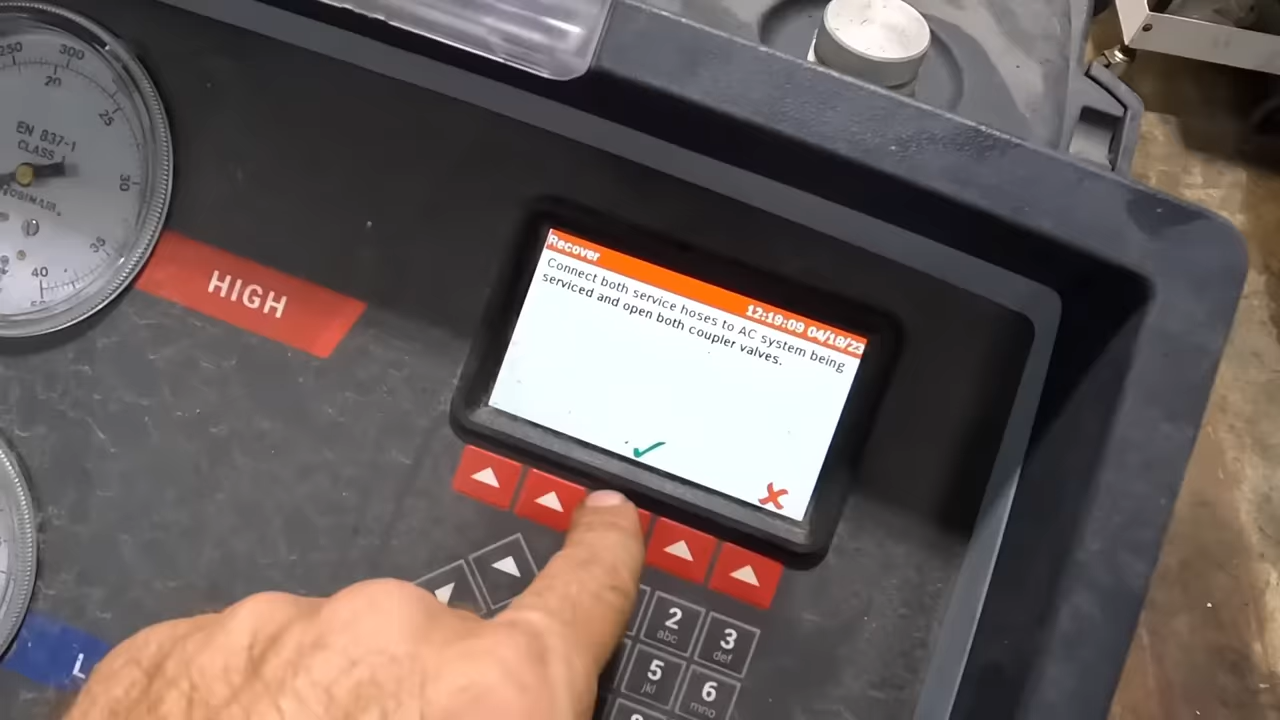 250
300
20
25
EN 837-1
CLASS 1
30
35
40
HIGH
Recover
12:19:09 04/18/23
Connect both service hoses to AC system being
serviced and open both coupler valves.
2
abc
3
def
5
jkl
6
mno
L